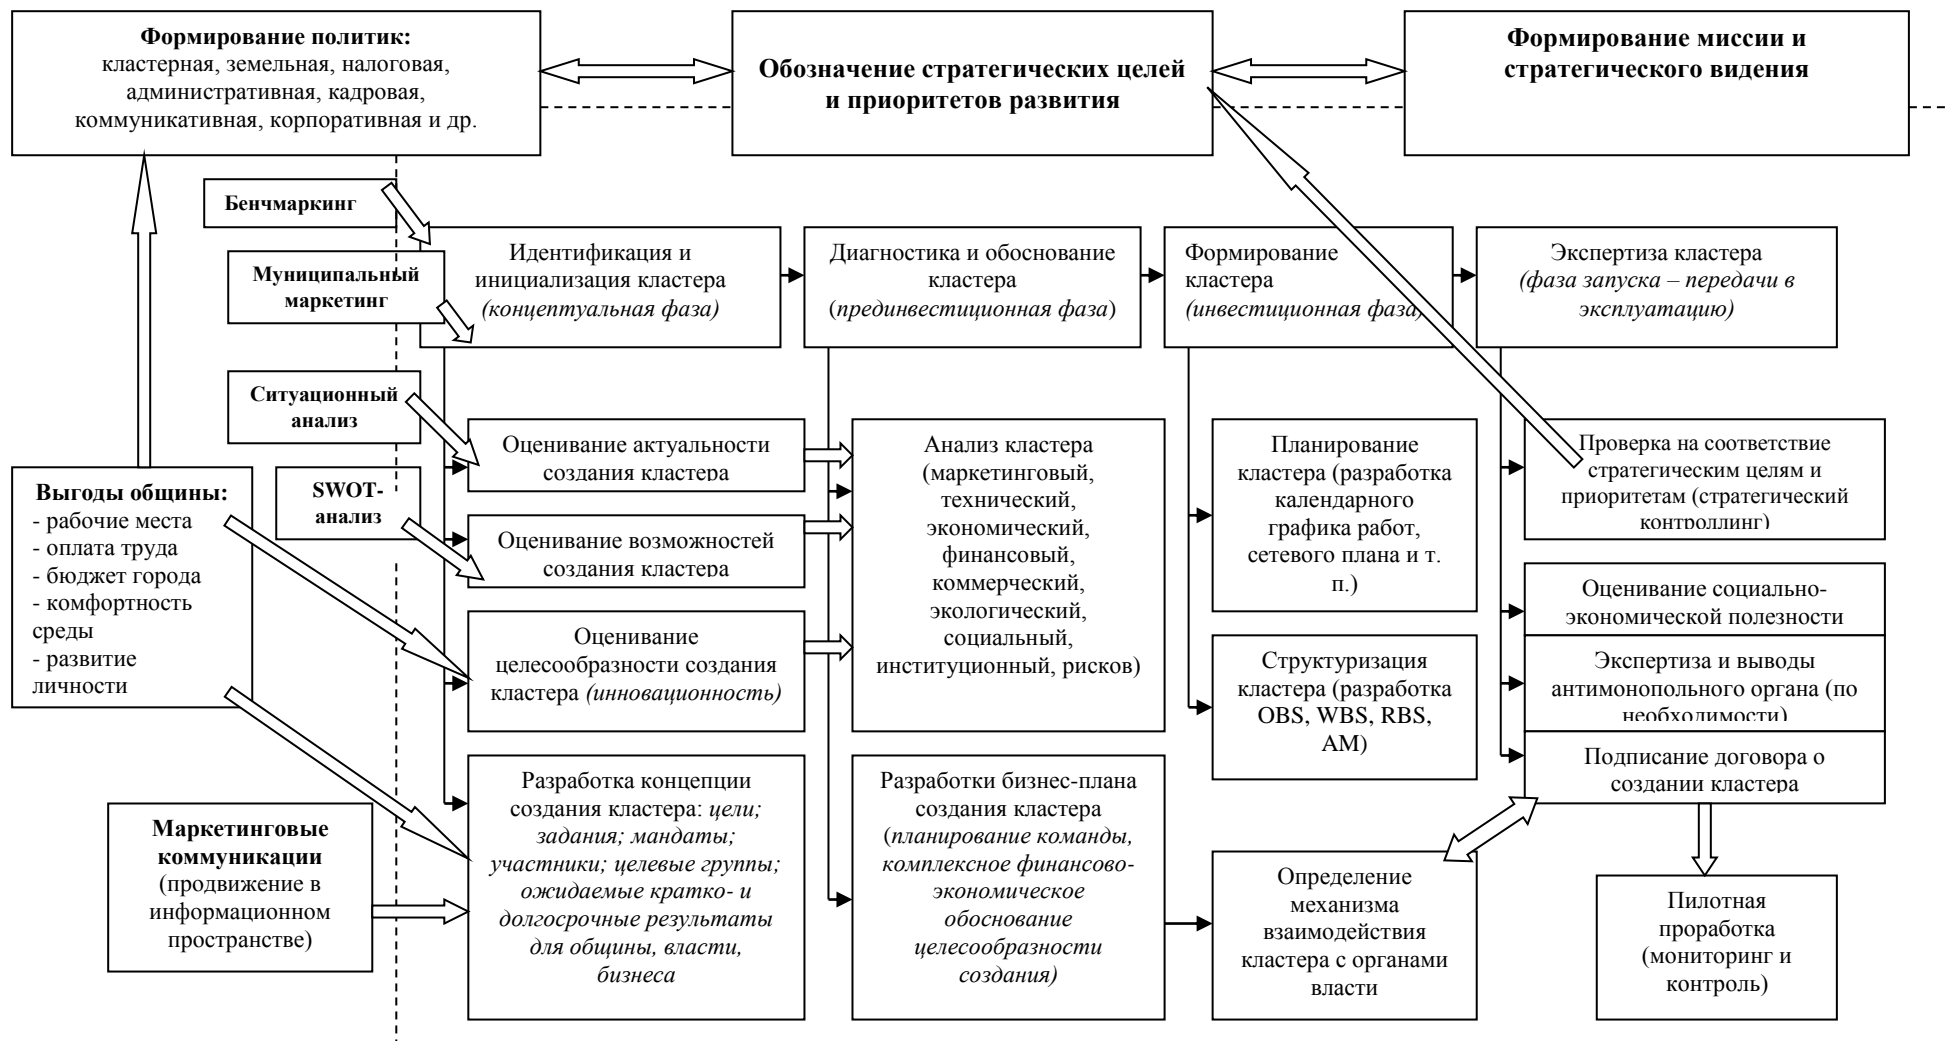 Формирование политик:
кластерная, земельная, налоговая,
административная, кадровая,
коммуникативная, корпоративная и др.
Обозначение стратегических целей
и приоритетов развития
Формирование миссии и
стратегического видения
Бенчмаркинг
Муниципальный
маркетинг
Ситуационный
анализ
SWOT-
анализ
Выгоды общины:
- рабочие места
- оплата труда
- бюджет города
- комфортность
среды
- развитие
личности
Маркетинговые
коммуникации
(продвижение в
информационном
пространстве)
Идентификация и
инициализация кластера
(концептуальная фаза)
Оценивание актуальности
создания кластера
Оценивание возможностей
создания кластера
Оценивание
целесообразности создания
кластера (инновационность)
Разработка концепции
создания кластера: цели;
задания; мандаты;
участники; целевые группы;
ожидаемые кратко- и
долгосрочные результаты
для общины, власти,
бизнеса
Диагностика и обоснование
кластера
(прединвестиционная фаза)
Анализ кластера
(маркетинговый,
технический,
экономический,
финансовый,
коммерческий,
экологический,
социальный,
институционный, рисков)
Разработки бизнес-плана
создания кластера
(планирование команды,
комплексное финансово-
экономическое
обоснование
целесообразности
создания)
Формирование
кластера
(инвестиционная фаза)
Планирование
кластера (разработка
календарного
графика работ,
сетевого плана и т.
п.)
Структуризация
кластера (разработка
OBS, WBS, RBS,
AM)
Определение
механизма
взаимодействия
кластера с органами
власти
Экспертиза кластера
(фаза запуска – передачи в
эксплуатацию)
Проверка на соответствие
стратегическим целям и
приоритетам (стратегический
контроллинг)
Оценивание социально-
экономической полезности
Экспертиза и выводы
антимонопольного органа (по
необходимости)
Подписание договора о
создании кластера
Пилотная
проработка
(мониторинг и
контроль)